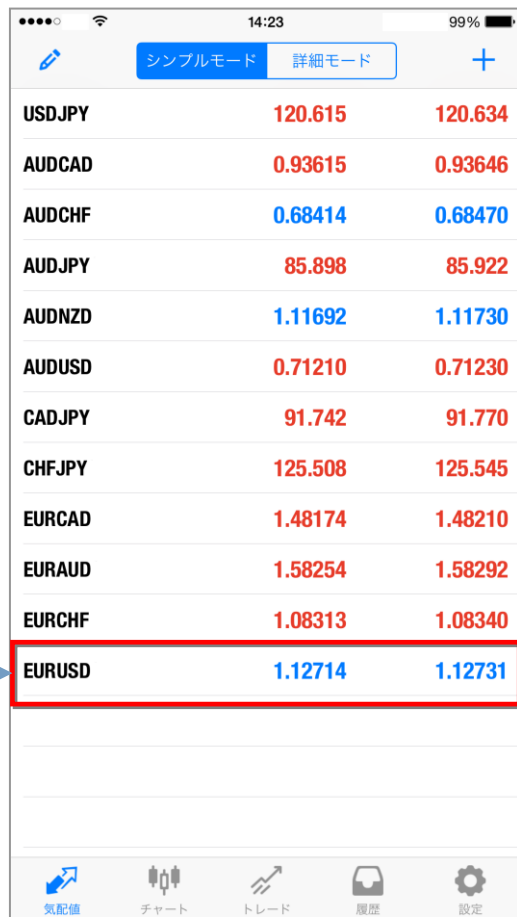 14:23 99%
シンプルモード 詳細モード
USDJPY 120.615 120.634
AUDCAD 0.93615 0.93646
AUDCHF 0.68414 0.68470
AUDJPY 85.898 85.922
AUDNZD 1.11692 1.11730
AUDUSD 0.71210 0.71230
CADJPY 91.742 91.770
CHFJPY 125.508 125.545
EURCAD 1.48174 1.48210
EURAUD 1.58254 1.58292
EURCHF 1.08313 1.08340
EURUSD 1.12714 1.12731
気配値 チャート トレード 履歴 設定